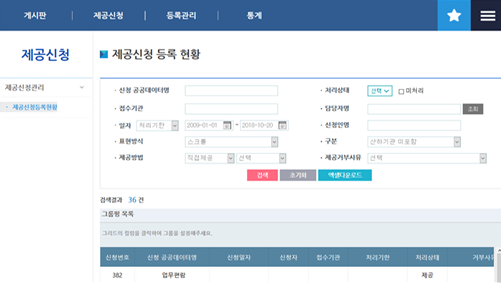 게시판 제공신청 등록관리 통계
제공신청
제공신청 등록 현황
제공신청관리
제공신청등록현황
신청 공공데이터명 처리상태 선택 미처리
접수기관 담당자명 조회
일자 처리기한 2009-01-01 ~ 2018-10-20 신청인명
표현방식 스크롤 구분 산하기관 미포함
제공방법 직접제공 선택 제공거부사유 선택
검색 초기화 엑셀다운로드
검색결과 36 건
그룹핑 목록
그리드의 컬럼을 클릭하여 그룹을 설정해주세요.
신청번호 신청 공공데이터명 신청일자 신청자 접수기관 처리기한 처리상태 거부사유
382 업무현황 제공